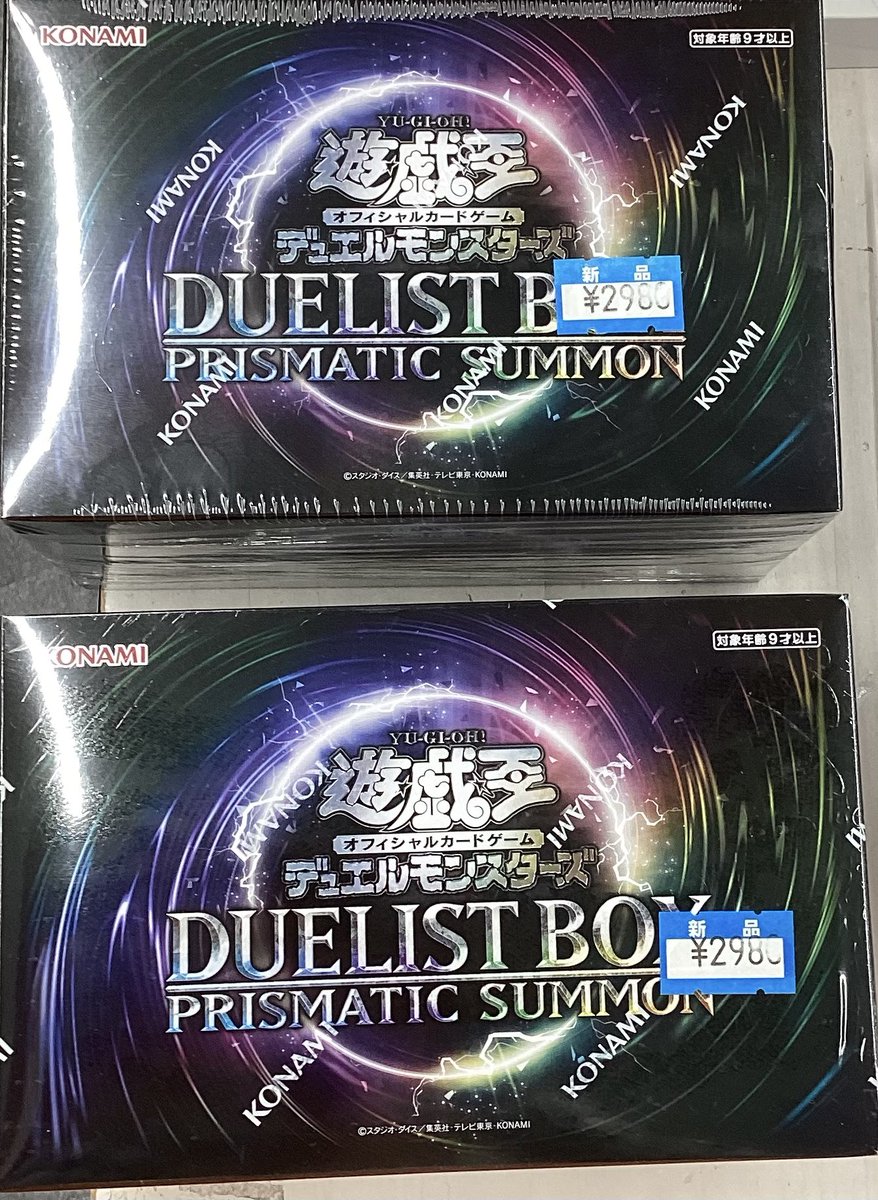 KONAMI
対象年齢9才以上
KONAMI
KONAMI
YU-GI-OH!
遊戯王
オフィシャルカードゲーム
デュエルモンスターズ
新品
¥2980
DUELIST B
PRISMATIC SUMMON
KONAMI
KONAMI
KONAMI
©スタジオ・ダイス/集英社・テレビ東京・KONAMI
KONAMI
対象年齢9才以上
YU-GI-OH!
遊戯王
KONAMI
KONAMI
オフィシャルカードゲーム
デュエルモンスターズ
DUELIST BOX
新品
¥2980
PRISMATIC SUMMON
KONAMI
KONAMI
©スタジオ・ダイス/集英社・テレビ東京・KONAMI